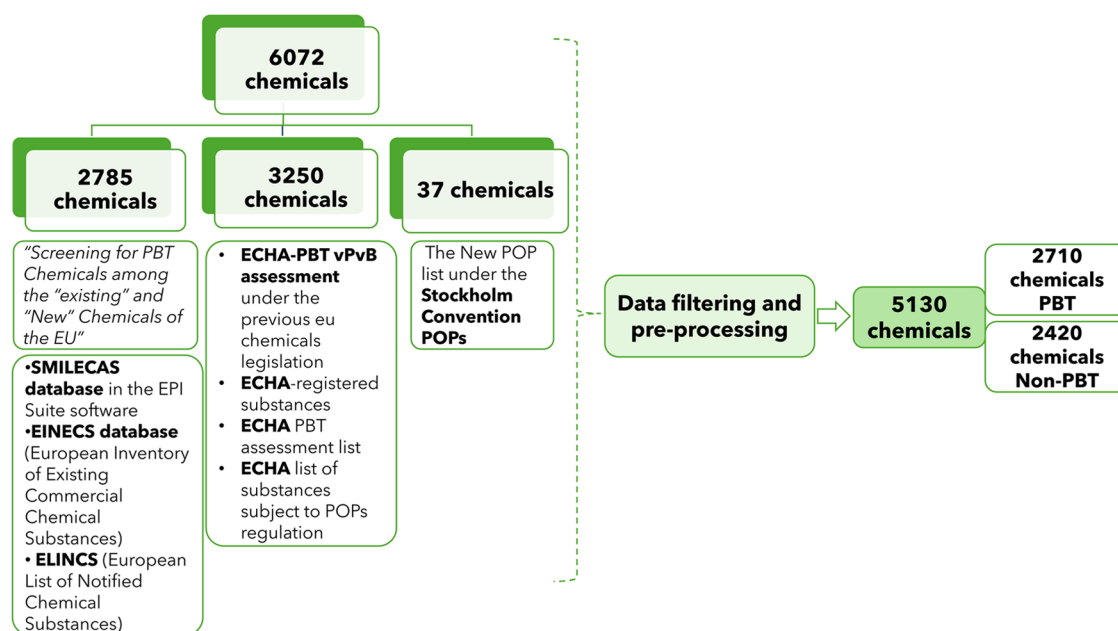 6072
chemicals
2785
chemicals
3250
chemicals
37 chemicals
“Screening for PBT
Chemicals among
the “existing” and
“New” Chemicals of
the EU”
•SMILECAS
database in the EPI
Suite software
•EINECS database
(European Inventory
of Existing
Commercial
Chemical
Substances)
• ELINCS (European
List of Notified
Chemical
Substances)
• ECHA-PBT vPvB
assessment
under the
previous eu
chemicals
legislation
• ECHA-registered
substances
• ECHA PBT
assessment list
• ECHA list of
substances
subject to POPs
regulation
The New POP
list under the
Stockholm
Convention
POPs
Data filtering and
pre-processing
5130
chemicals
2710
chemicals
PBT
2420
chemicals
Non-PBT